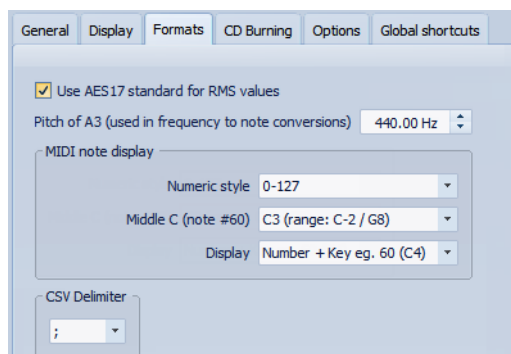 General Display Formats CD Burning Options Global shortcuts
Use AES17 standard for RMS values
Pitch of A3 (used in frequency to note conversions) 440.00 Hz
MIDI note display
Numeric style 0-127
Middle C (note #60) C3 (range: C-2 / G8)
Display Number + Key eg. 60 (C4)
CSV Delimiter
;